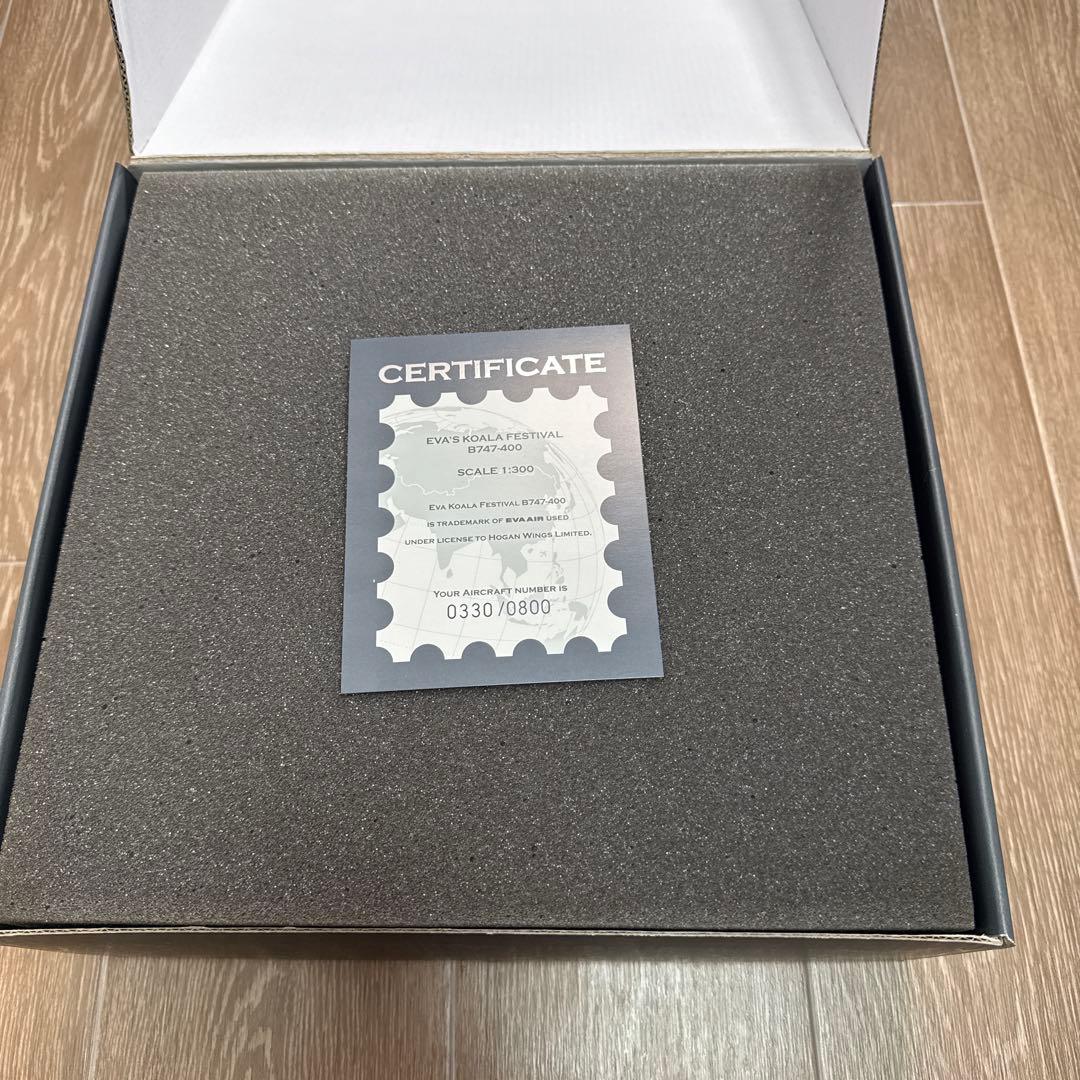 CERTIFICATE
EVA'S KOALA FESTIVAL
B747-400
SCALE 1:300
EVA KOALA FESTIVAL B747-400
IS TRADEMARK OF EVA AIR USED
UNDER LICENSE TO HOGAN WINGS LIMITED.
YOUR AIRCRAFT NUMBER IS
0330 /0800